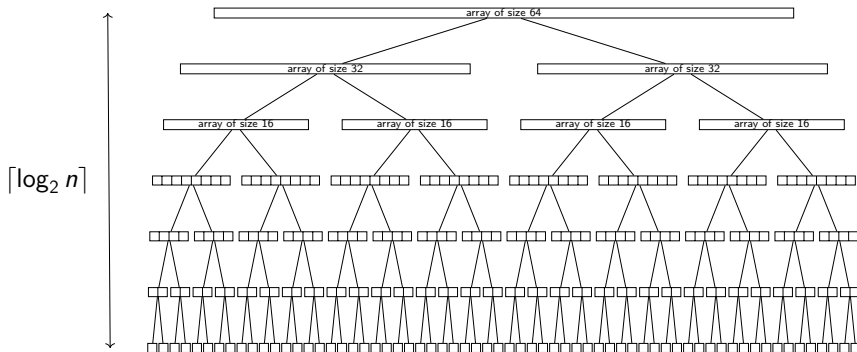 array of size 64
array of size 32
array of size 32
array of size 16
array of size 16
array of size 16
array of size 16
⌈log₂ n⌉